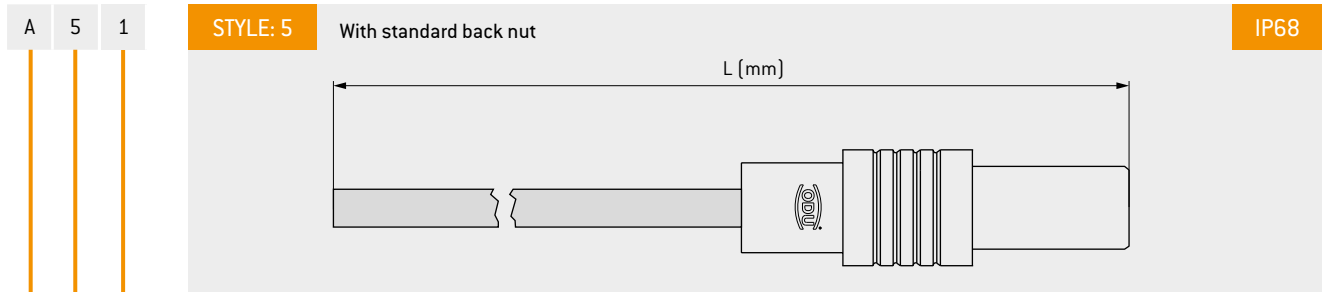 A 5 1
STYLE: 5 With standard back nut IP68
L (mm)
ODU